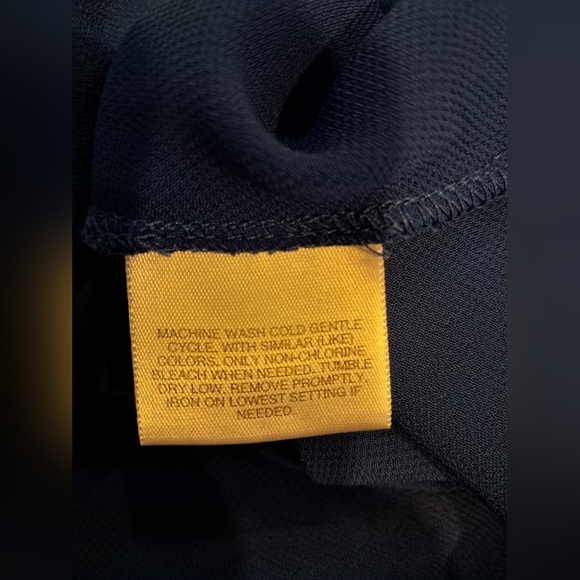 MACHINE WASH COLD GENTLE
CYCLE. WITH SIMILAR (LIKE)
COLORS. ONLY NON-CHLORINE
BLEACH WHEN NEEDED. TUMBLE
DRY LOW. REMOVE PROMPTLY.
IRON ON LOWEST SETTING IF
NEEDED.